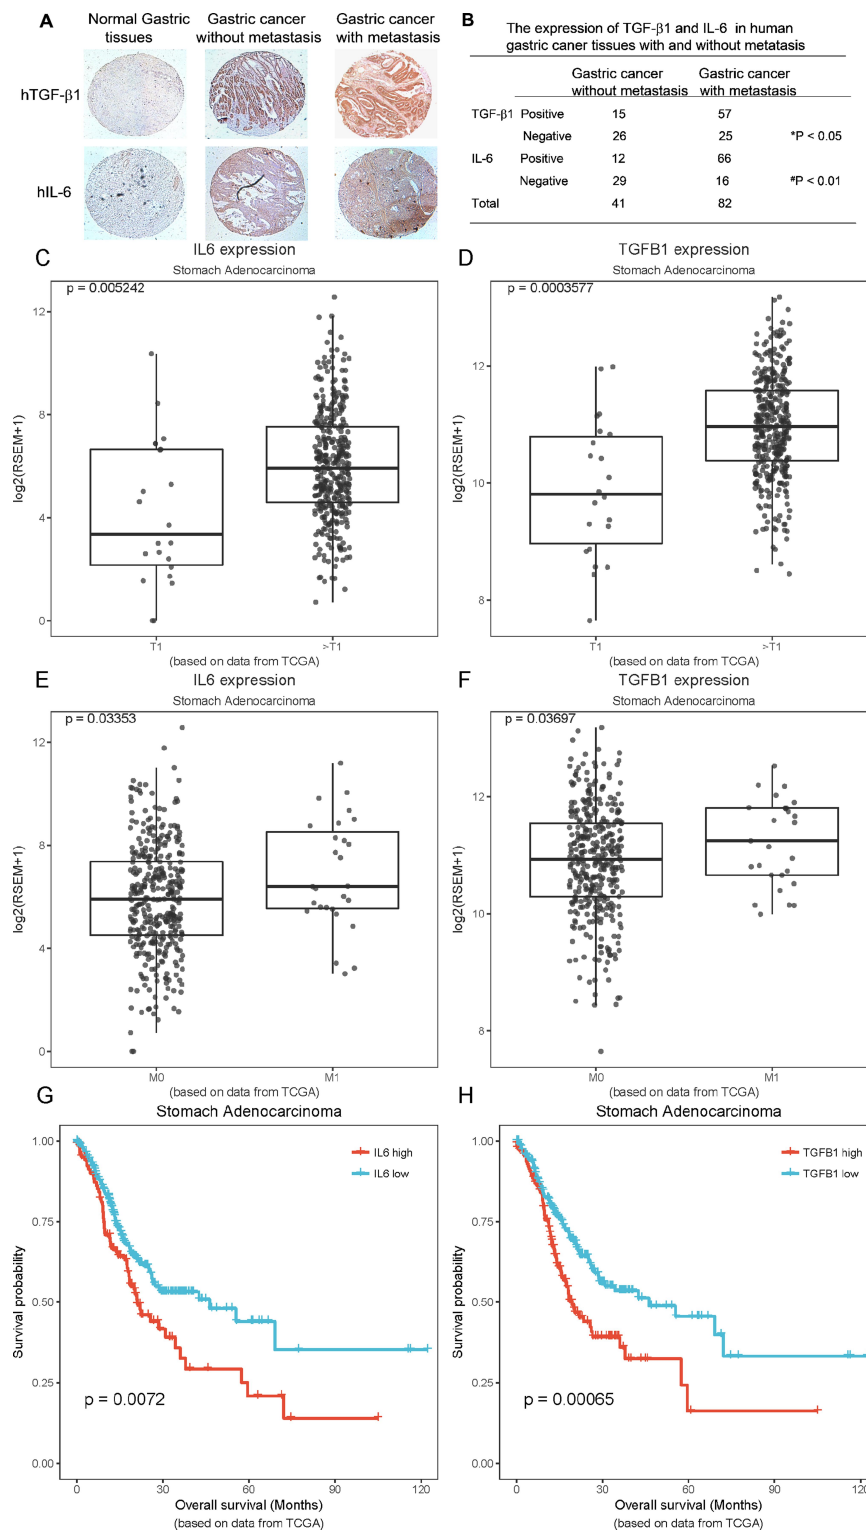 A
Normal Gastric
tissues
Gastric cancer
without metastasis
Gastric cancer
with metastasis
hTGF-β1
hIL-6
B
The expression of TGF-β1 and IL-6 in human
gastric caner tissues with and without metatasis
Gastric cancer
without metastasis
Gastric cancer
with metastasis
TGF-β1 Positive 15 57
Negative 26 25 *P < 0.05
IL-6 Positive 12 66
Negative 29 16 #P < 0.01
Total 41 82
C
IL6 expression
Stomach Adenocarcinoma
p = 0.005242
12
8
4
0
log2(RSEM+1)
T1
>T1
(based on data from TCGA)
D
TGFB1 expression
Stomach Adenocarcinoma
p = 0.0003577
12
10
8
log2(RSEM+1)
T1
>T1
(based on data from TCGA)
E
IL6 expression
Stomach Adenocarcinoma
p = 0.03353
12
8
4
0
log2(RSEM+1)
M0
M1
(based on data from TCGA)
F
TGFB1 expression
Stomach Adenocarcinoma
p = 0.03697
12
10
8
log2(RSEM+1)
M0
M1
(based on data from TCGA)
G
Stomach Adenocarcinoma
IL6 high
IL6 low
1.00
0.75
0.50
0.25
0.00
Survival probability
p = 0.0072
0 30 60 90 120
Overall survival (Months)
(based on data from TCGA)
H
Stomach Adenocarcinoma
TGFB1 high
TGFB1 low
1.00
0.75
0.50
0.25
0.00
Survival probability
p = 0.00065
0 30 60 90 120
Overall survival (Months)
(based on data from TCGA)